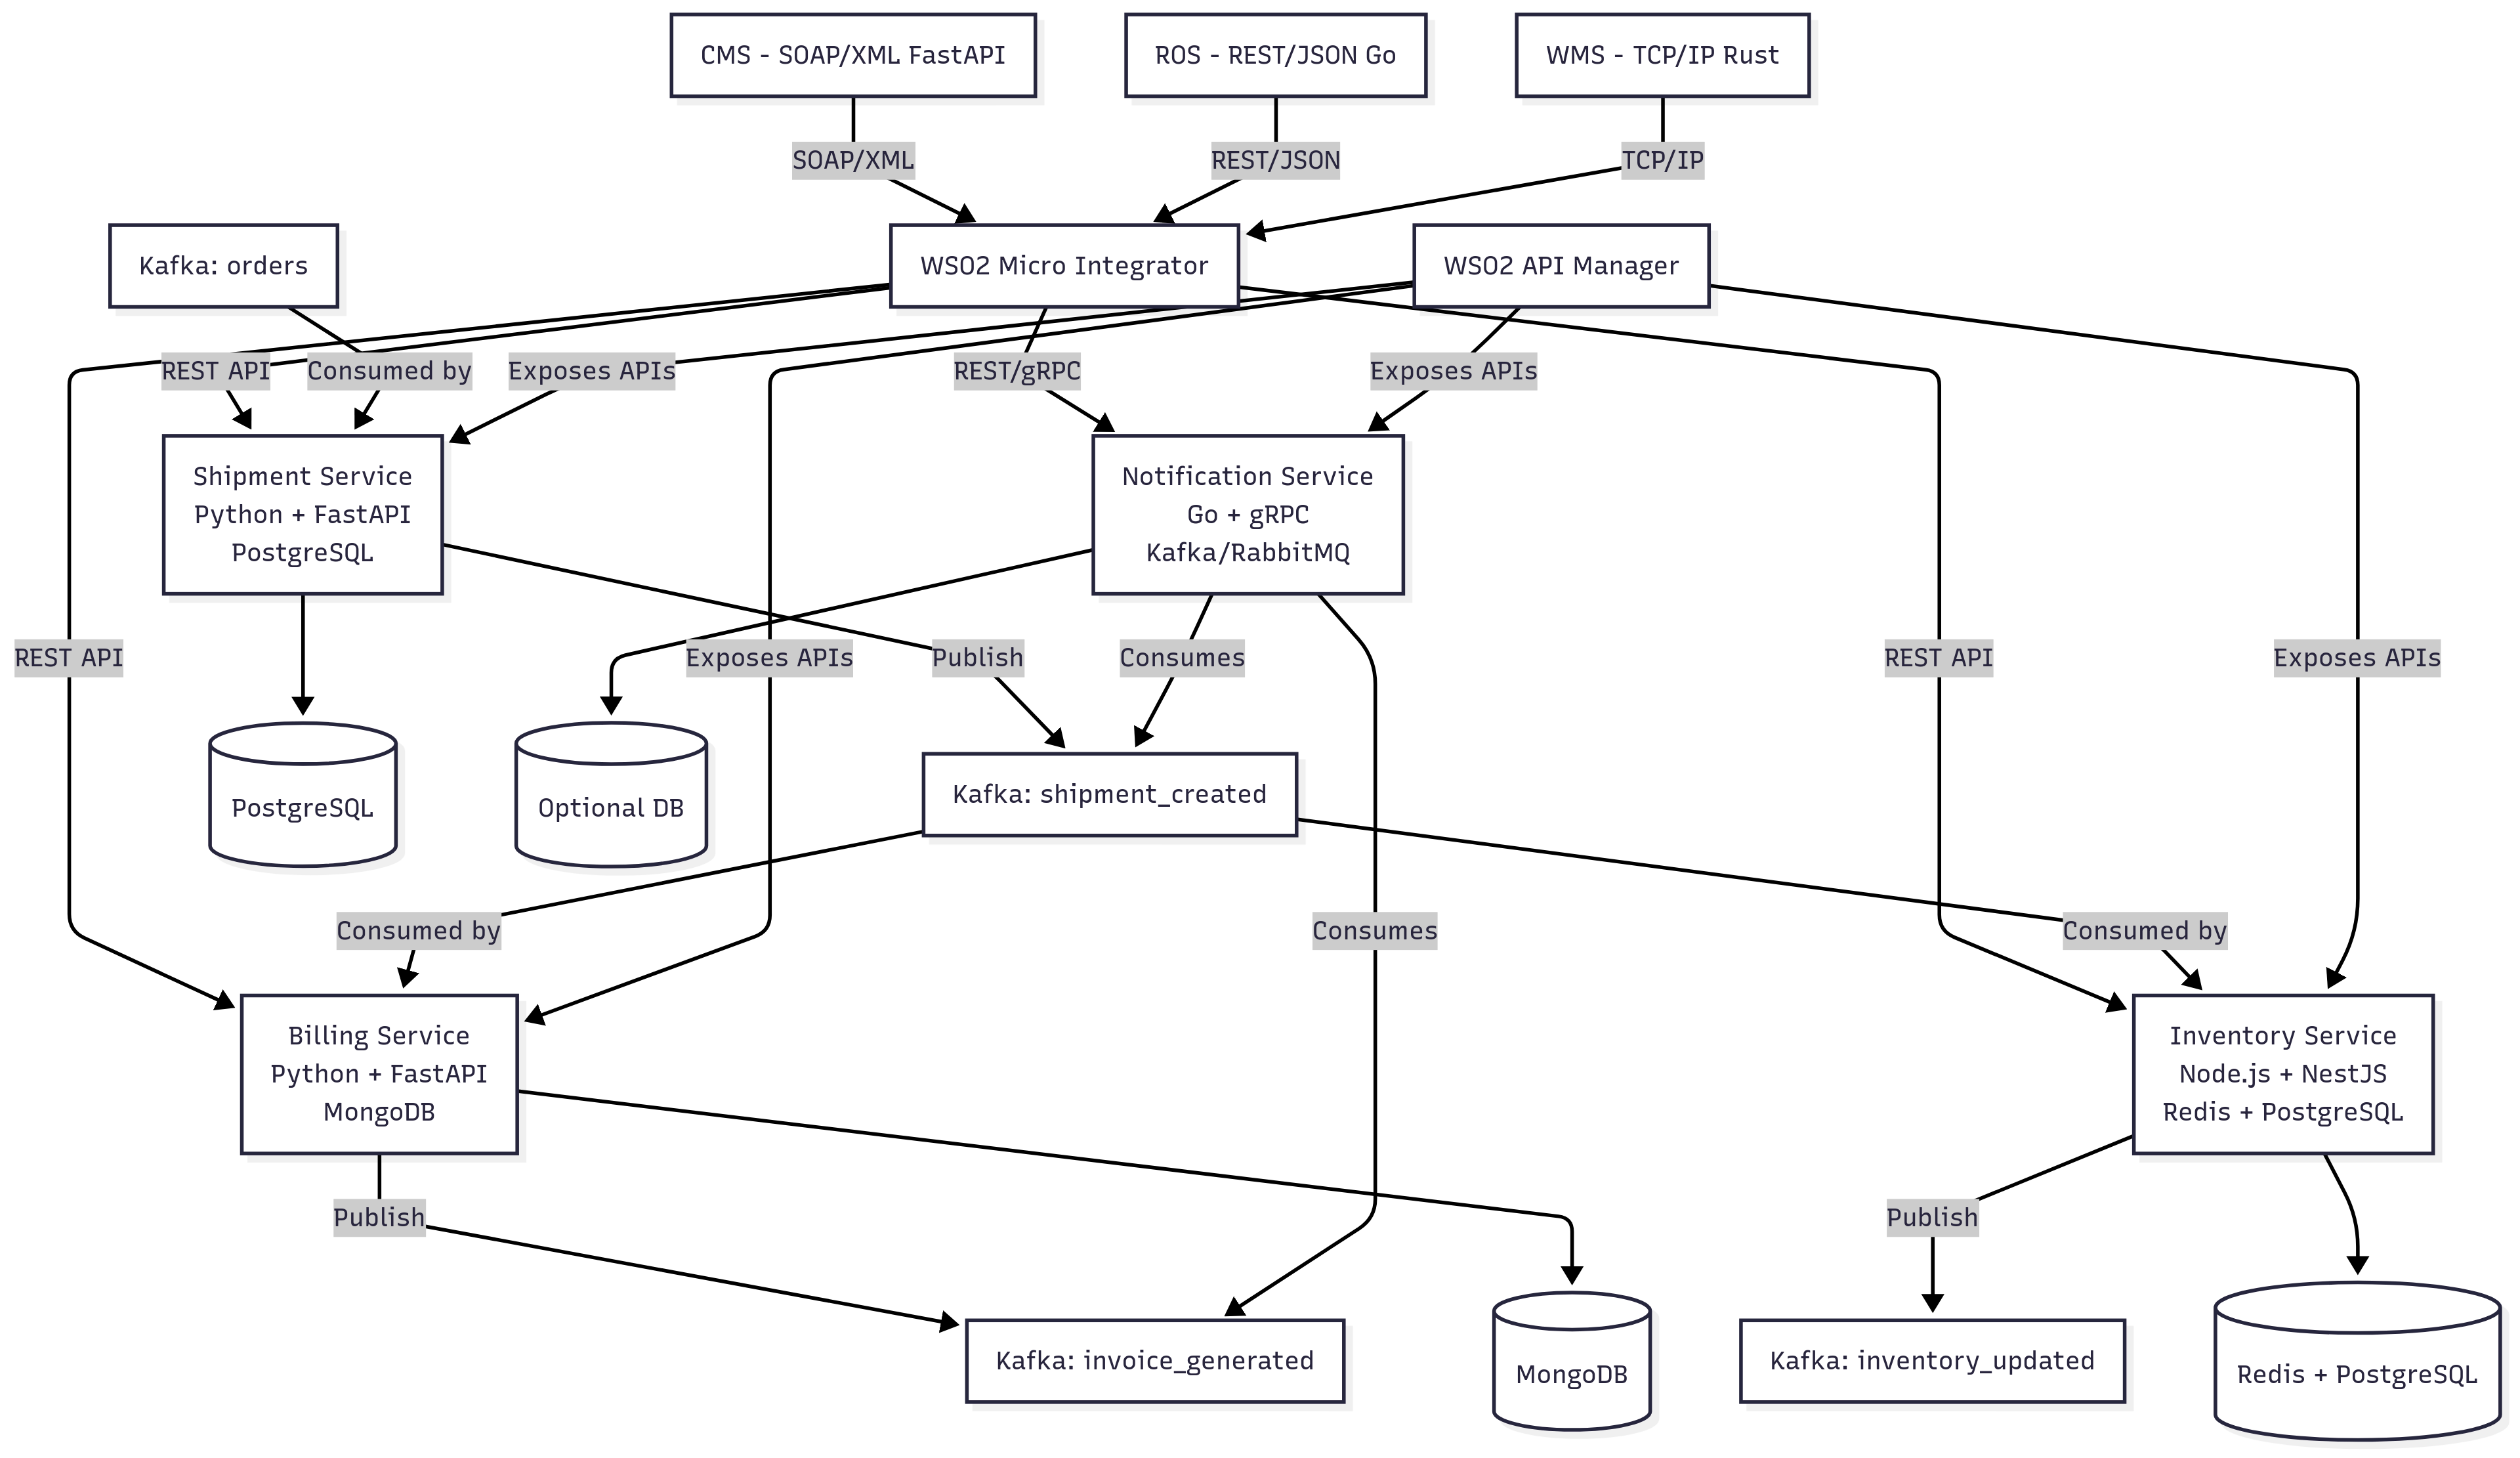 CMS - SOAP/XML FastAPI
ROS - REST/JSON Go
WMS - TCP/IP Rust
SOAP/XML
REST/JSON
TCP/IP
Kafka: orders
WSO2 Micro Integrator
WSO2 API Manager
REST API
Consumed by
Exposes APIs
REST/gRPC
Exposes APIs
Shipment Service
Python + FastAPI
PostgreSQL
Notification Service
Go + gRPC
Kafka/RabbitMQ
REST API
Exposes APIs
Publish
Consumes
REST API
Exposes APIs
PostgreSQL
Optional DB
Kafka: shipment_created
Consumed by
Consumes
Consumed by
Billing Service
Python + FastAPI
MongoDB
Inventory Service
Node.js + NestJS
Redis + PostgreSQL
Publish
Publish
Kafka: invoice_generated
MongoDB
Kafka: inventory_updated
Redis + PostgreSQL